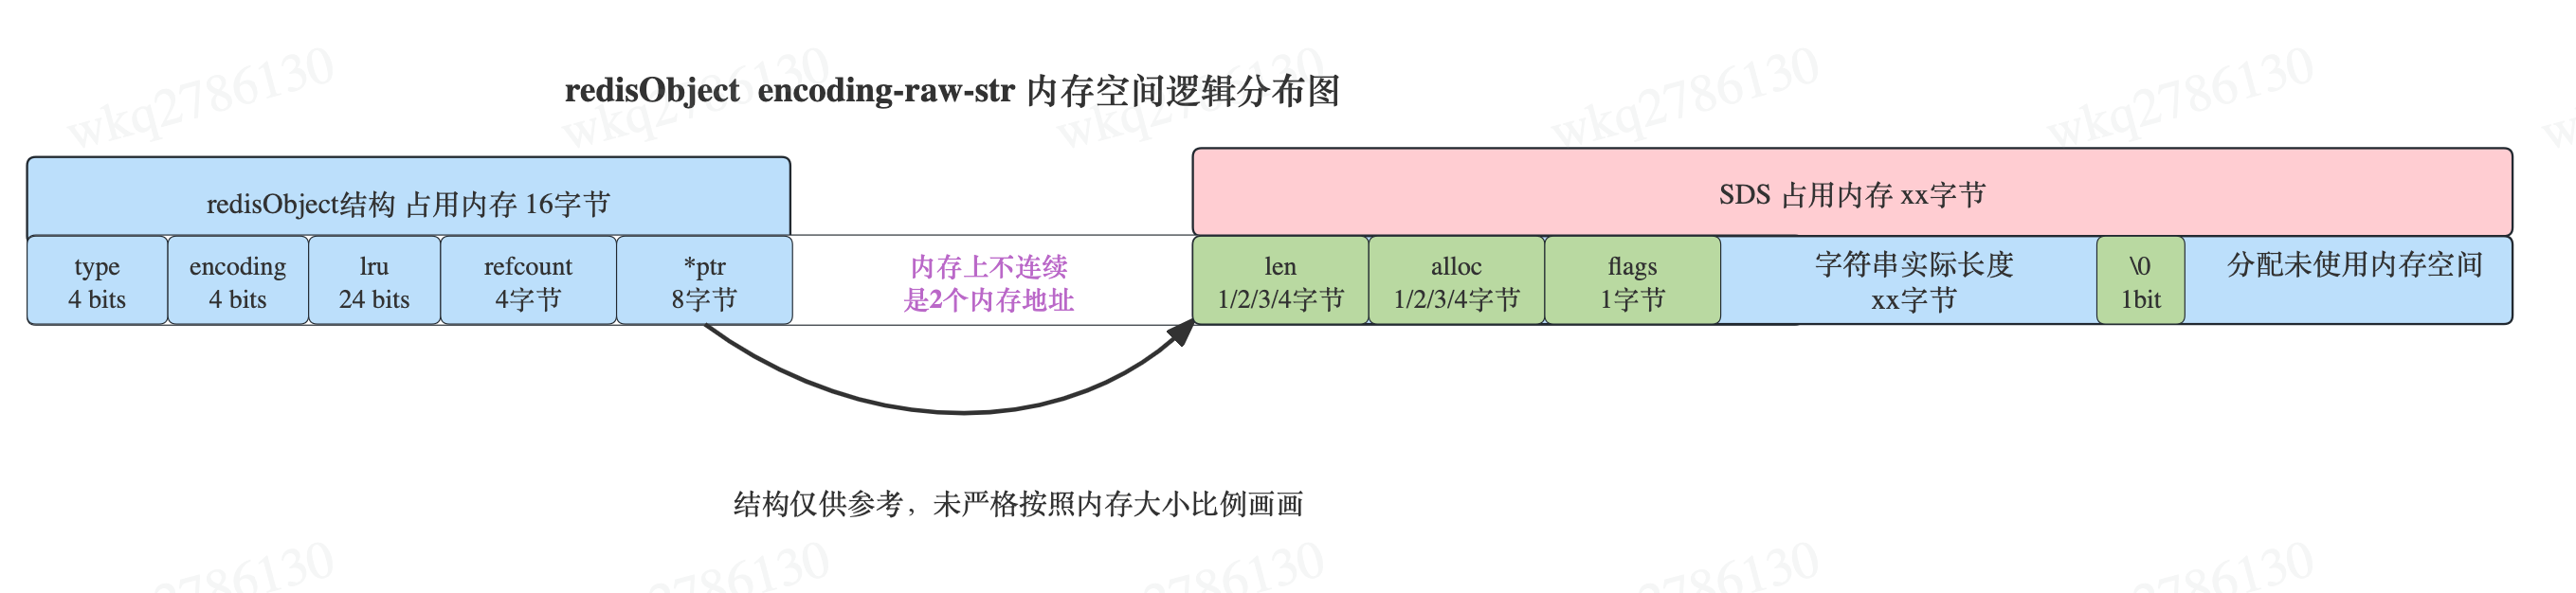 wkq2786130 wkq2786130 wkq2786130 wkq2786130 wkq2786130
redisObject encoding-raw-str 内存空间逻辑分布图
redisObject结构 占用内存 16字节
SDS 占用内存 xx字节
type
4 bits
encoding
4 bits
lru
24 bits
refcount
4字节
*ptr
8字节
内存上不连续
是2个内存地址
len
1/2/3/4字节
alloc
1/2/3/4字节
flags
1字节
字符串实际长度
xx字节
\0
1bit
分配未使用内存空间
结构仅供参考，未严格按照内存大小比例画画
2786130 2786130 2786130 2786130 2786130